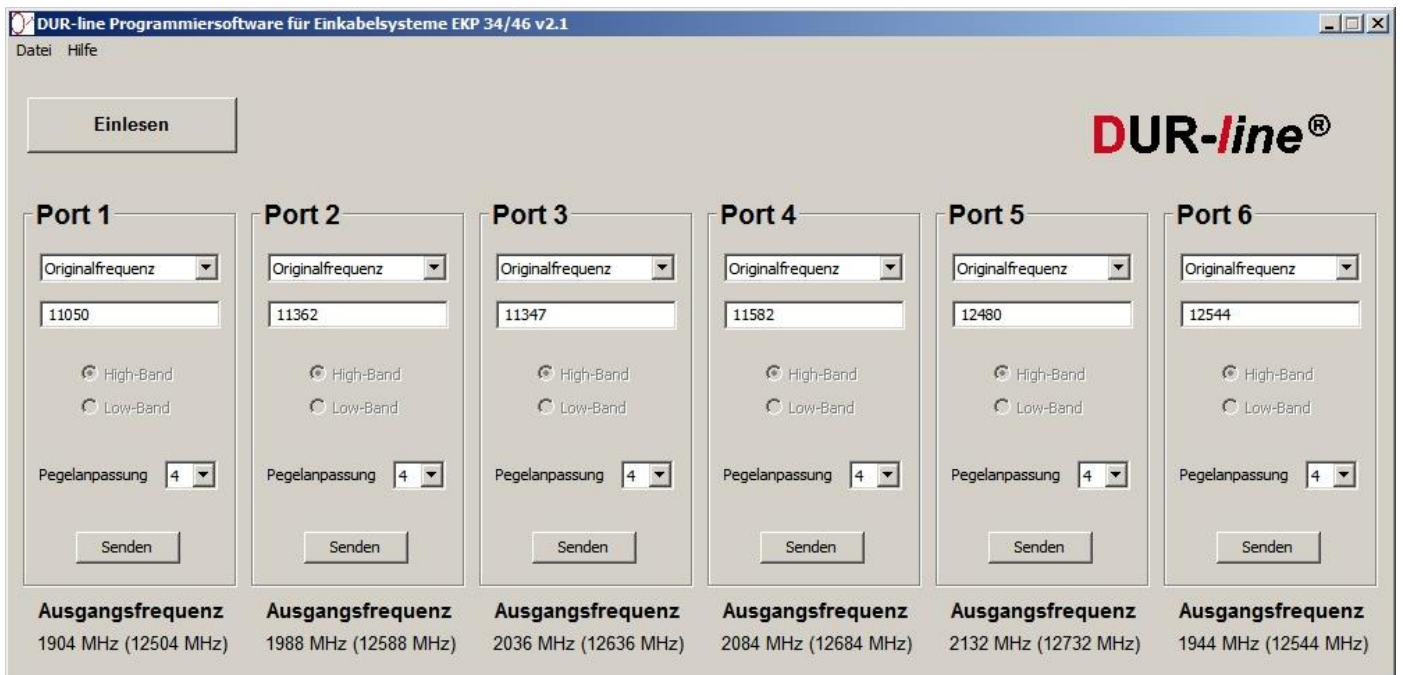 DUR-line Programmiersoftware für Einkabelsysteme EKP 34/46 v2.1
Datei Hilfe
Einlesen
DUR-line®
Port 1
Originalfrequenz
11050
High-Band
Low-Band
Pegelanpassung 4
Senden
Ausgangsfrequenz
1904 MHz (12504 MHz)
Port 2
Originalfrequenz
11362
High-Band
Low-Band
Pegelanpassung 4
Senden
Ausgangsfrequenz
1988 MHz (12588 MHz)
Port 3
Originalfrequenz
11347
High-Band
Low-Band
Pegelanpassung 4
Senden
Ausgangsfrequenz
2036 MHz (12636 MHz)
Port 4
Originalfrequenz
11582
High-Band
Low-Band
Pegelanpassung 4
Senden
Ausgangsfrequenz
2084 MHz (12684 MHz)
Port 5
Originalfrequenz
12480
High-Band
Low-Band
Pegelanpassung 4
Senden
Ausgangsfrequenz
2132 MHz (12732 MHz)
Port 6
Originalfrequenz
12544
High-Band
Low-Band
Pegelanpassung 4
Senden
Ausgangsfrequenz
1944 MHz (12544 MHz)